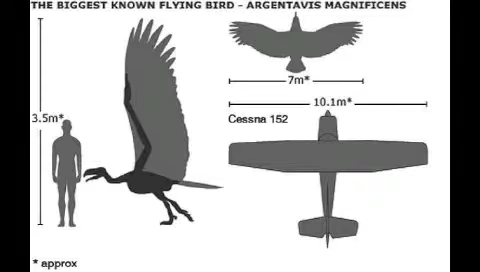 THE BIGGEST KNOWN FLYING BIRD - ARGENTAVIS MAGNIFICENS
7m*
10.1m*
3.5m*
Cessna 152
* approx